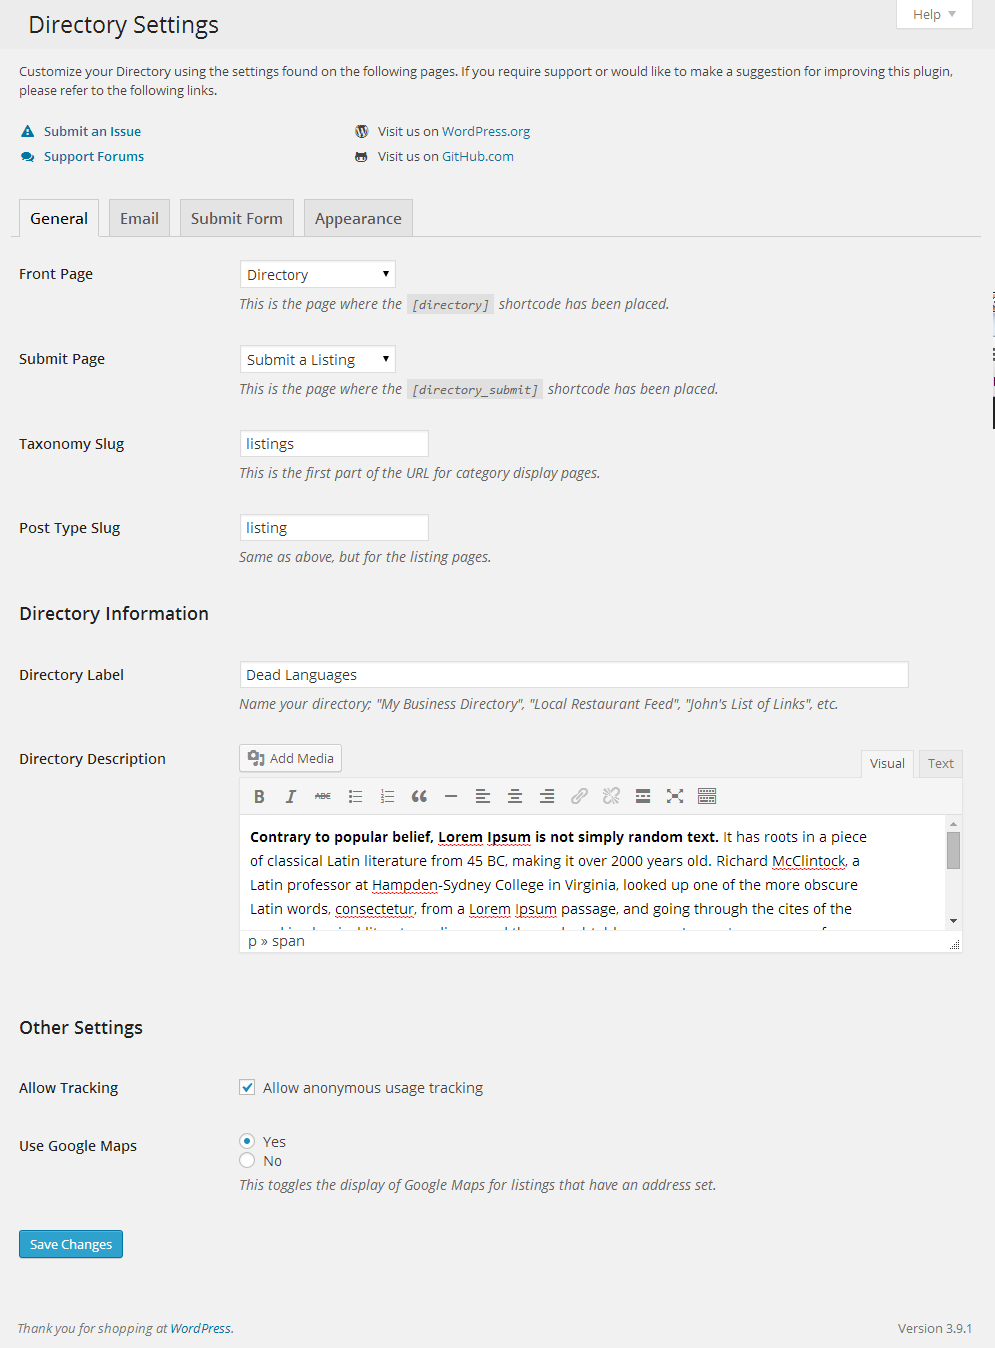 Directory Settings
Help
Customize your Directory using the settings found on the following pages. If you require support or would like to make a suggestion for improving this plugin,
please refer to the following links.
Submit an Issue
Visit us on WordPress.org
Support Forums
Visit us on GitHub.com
General Email Submit Form Appearance
Front Page
Directory
This is the page where the [directory] shortcode has been placed.
Submit Page
Submit a Listing
This is the page where the [directory_submit] shortcode has been placed.
Taxonomy Slug
listings
This is the first part of the URL for category display pages.
Post Type Slug
listing
Same as above, but for the listing pages.
Directory Information
Directory Label
Dead Languages
Name your directory; "My Business Directory", "Local Restaurant Feed", "John's List of Links", etc.
Directory Description
Add Media
Visual Text
B I ABC
Contrary to popular belief, Lorem Ipsum is not simply random text. It has roots in a piece
of classical Latin literature from 45 BC, making it over 2000 years old. Richard McClintock, a
Latin professor at Hampden-Sydney College in Virginia, looked up one of the more obscure
Latin words, consectetur, from a Lorem Ipsum passage, and going through the cites of the
p » span
Other Settings
Allow Tracking
Allow anonymous usage tracking
Use Google Maps
Yes
No
This toggles the display of Google Maps for listings that have an address set.
Save Changes
Thank you for shopping at WordPress.
Version 3.9.1